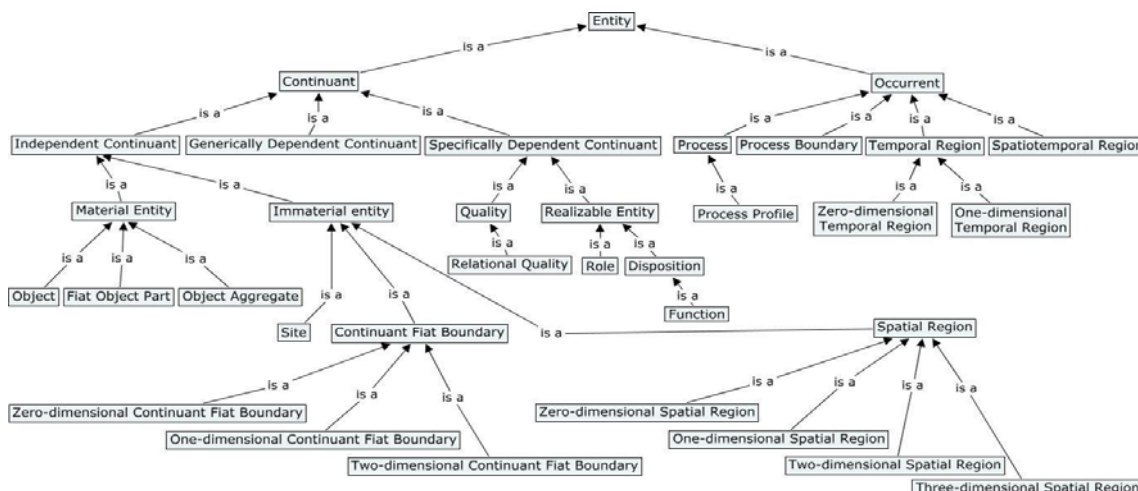 Entity
is a
is a
Continuant
Occurrent
is a
is a
is a
is a
is a
is a
is a
Independent Continuant
Generically Dependent Continuant
Specifically Dependent Continuant
Process
Process Boundary
Temporal Region
Spatiotemporal Region
is a
is a
is a
is a
is a
is a
is a
Material Entity
Immaterial entity
Quality
Realizable Entity
Process Profile
Zero-dimensional
Temporal Region
One-dimensional
Temporal Region
is a
is a
is a
is a
is a
is a
Relational Quality
Role
Disposition
Object
Fiat Object Part
Object Aggregate
is a
is a
is a
is a
Function
Site
Continuant Fiat Boundary
Spatial Region
is a
is a
is a
is a
is a
is a
is a
Zero-dimensional Continuant Fiat Boundary
One-dimensional Continuant Fiat Boundary
Two-dimensional Continuant Fiat Boundary
Zero-dimensional Spatial Region
One-dimensional Spatial Region
Two-dimensional Spatial Region
Three-dimensional Spatial Region